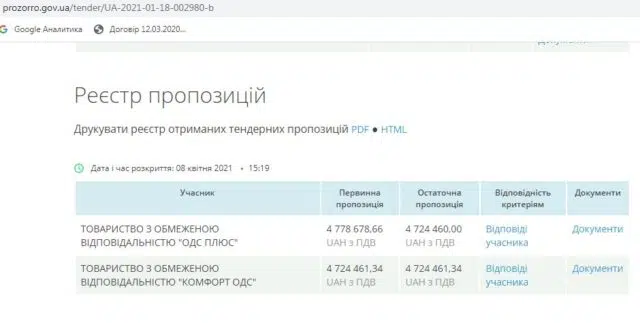 prozorro.gov.ua/tender/UA-2021-01-18-002980-b
Google Аналитика Договір 12.03.2020...
Реєстр пропозицій
Друкувати реєстр отриманих тендерних пропозицій PDF ● HTML
Дата і час розкриття: 08 квітня 2021 • 15:19
Учасник Первинна пропозиція Остаточна пропозиція Відповідність критеріям Документи
ТОВАРИСТВО З ОБМЕЖЕНОЮ 4 778 678,66 4 724 460,00 Відповіді Документи
ВІДПОВІДАЛЬНІСТЮ "ОДС ПЛЮС" UAH з ПДВ UAH з ПДВ учасника
ТОВАРИСТВО З ОБМЕЖЕНОЮ 4 724 461,34 4 724 461,34 Відповіді Документи
ВІДПОВІДАЛЬНІСТЮ "КОМФОРТ ОДС" UAH з ПДВ UAH з ПДВ учасника